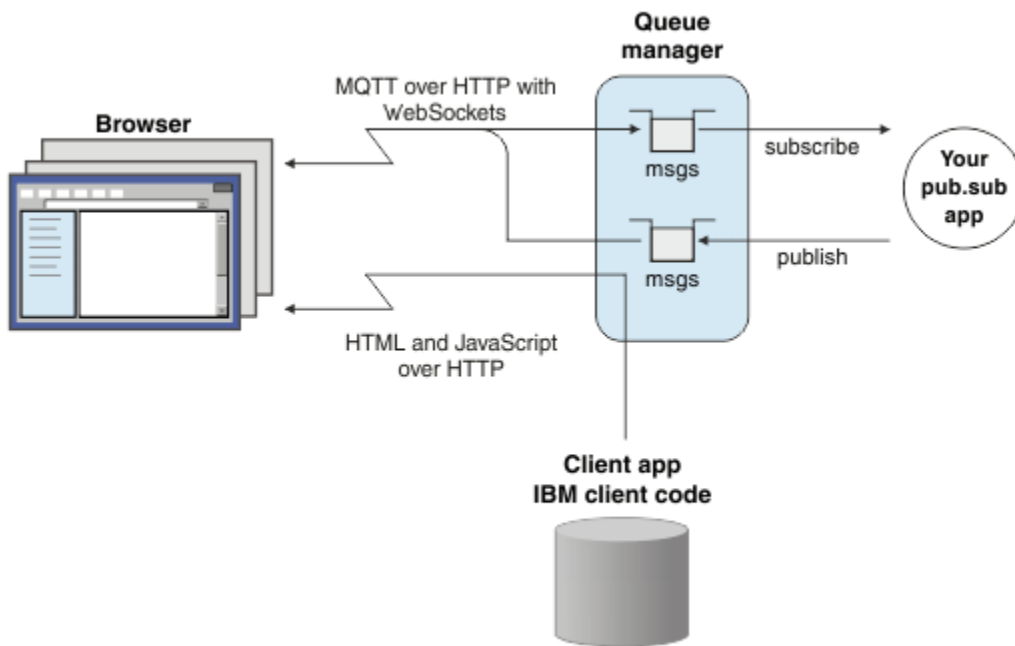 Queue
manager
MQTT over HTTP with
WebSockets
Browser
msgs
subscribe
Your
pub.sub
app
msgs
publish
HTML and JavaScript
over HTTP
Client app
IBM client code